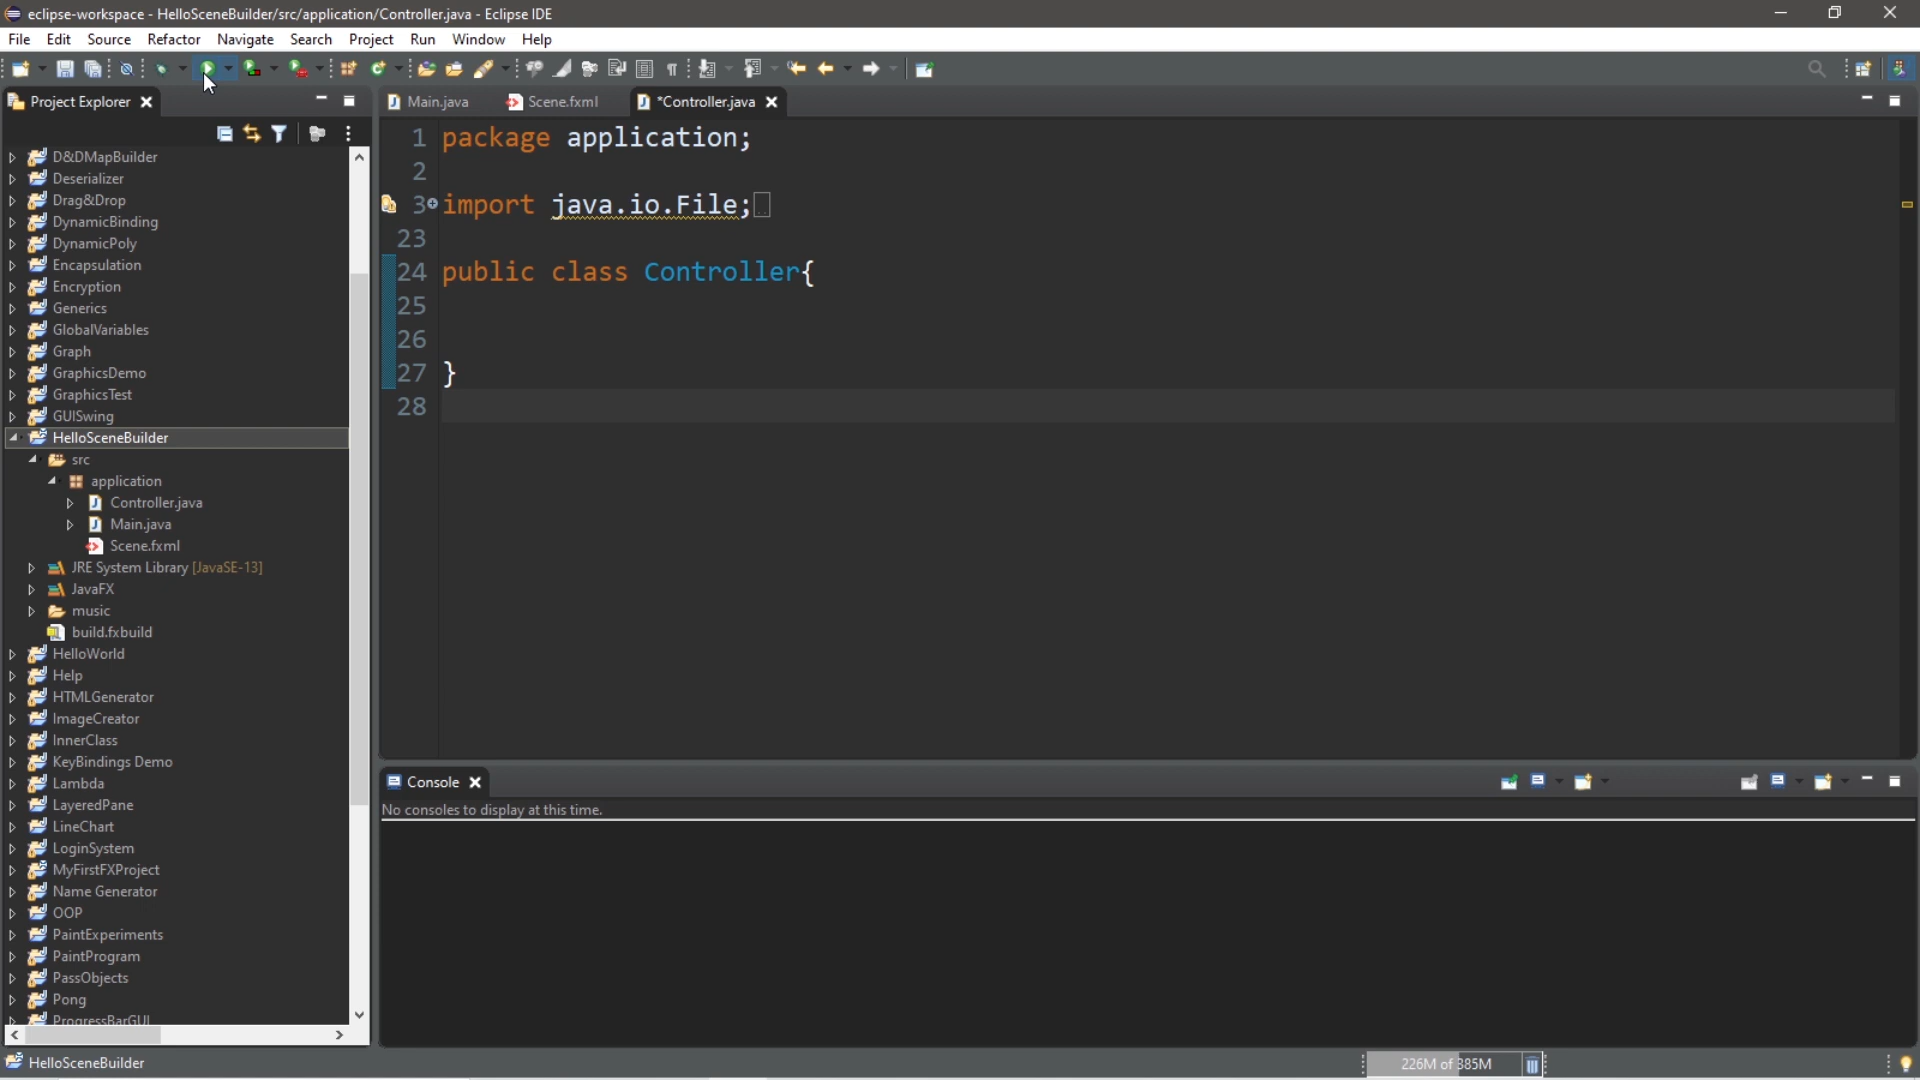 eclipse-workspace - HelloSceneBuilder/src/application/Controller.java - Eclipse IDE
File Edit Source Refactor Navigate Search Project Run Window Help
Project Explorer
D&DMapBuilder
Deserializer
Drag&Drop
DynamicBinding
DynamicPoly
Encapsulation
Encryption
Generics
GlobalVariables
Graph
GraphicsDemo
GraphicsTest
GUISwing
HelloSceneBuilder
src
application
Controller.java
Main.java
Scene.fxml
JRE System Library [JavaSE-13]
JavaFX
music
build.fxbuild
HelloWorld
Help
HTMLGenerator
ImageCreator
InnerClass
KeyBindings Demo
Lambda
LayeredPane
LineChart
LoginSystem
MyFirstFXProject
Name Generator
OOP
PaintExperiments
PaintProgram
PassObjects
Pong
ProgressBarGUI
Main.java Scene.fxml *Controller.java
1 package application;
2
3 import java.io.File;
23
24 public class Controller{
25
26
27 }
28
Console
No consoles to display at this time.
HelloSceneBuilder
226M of 385M